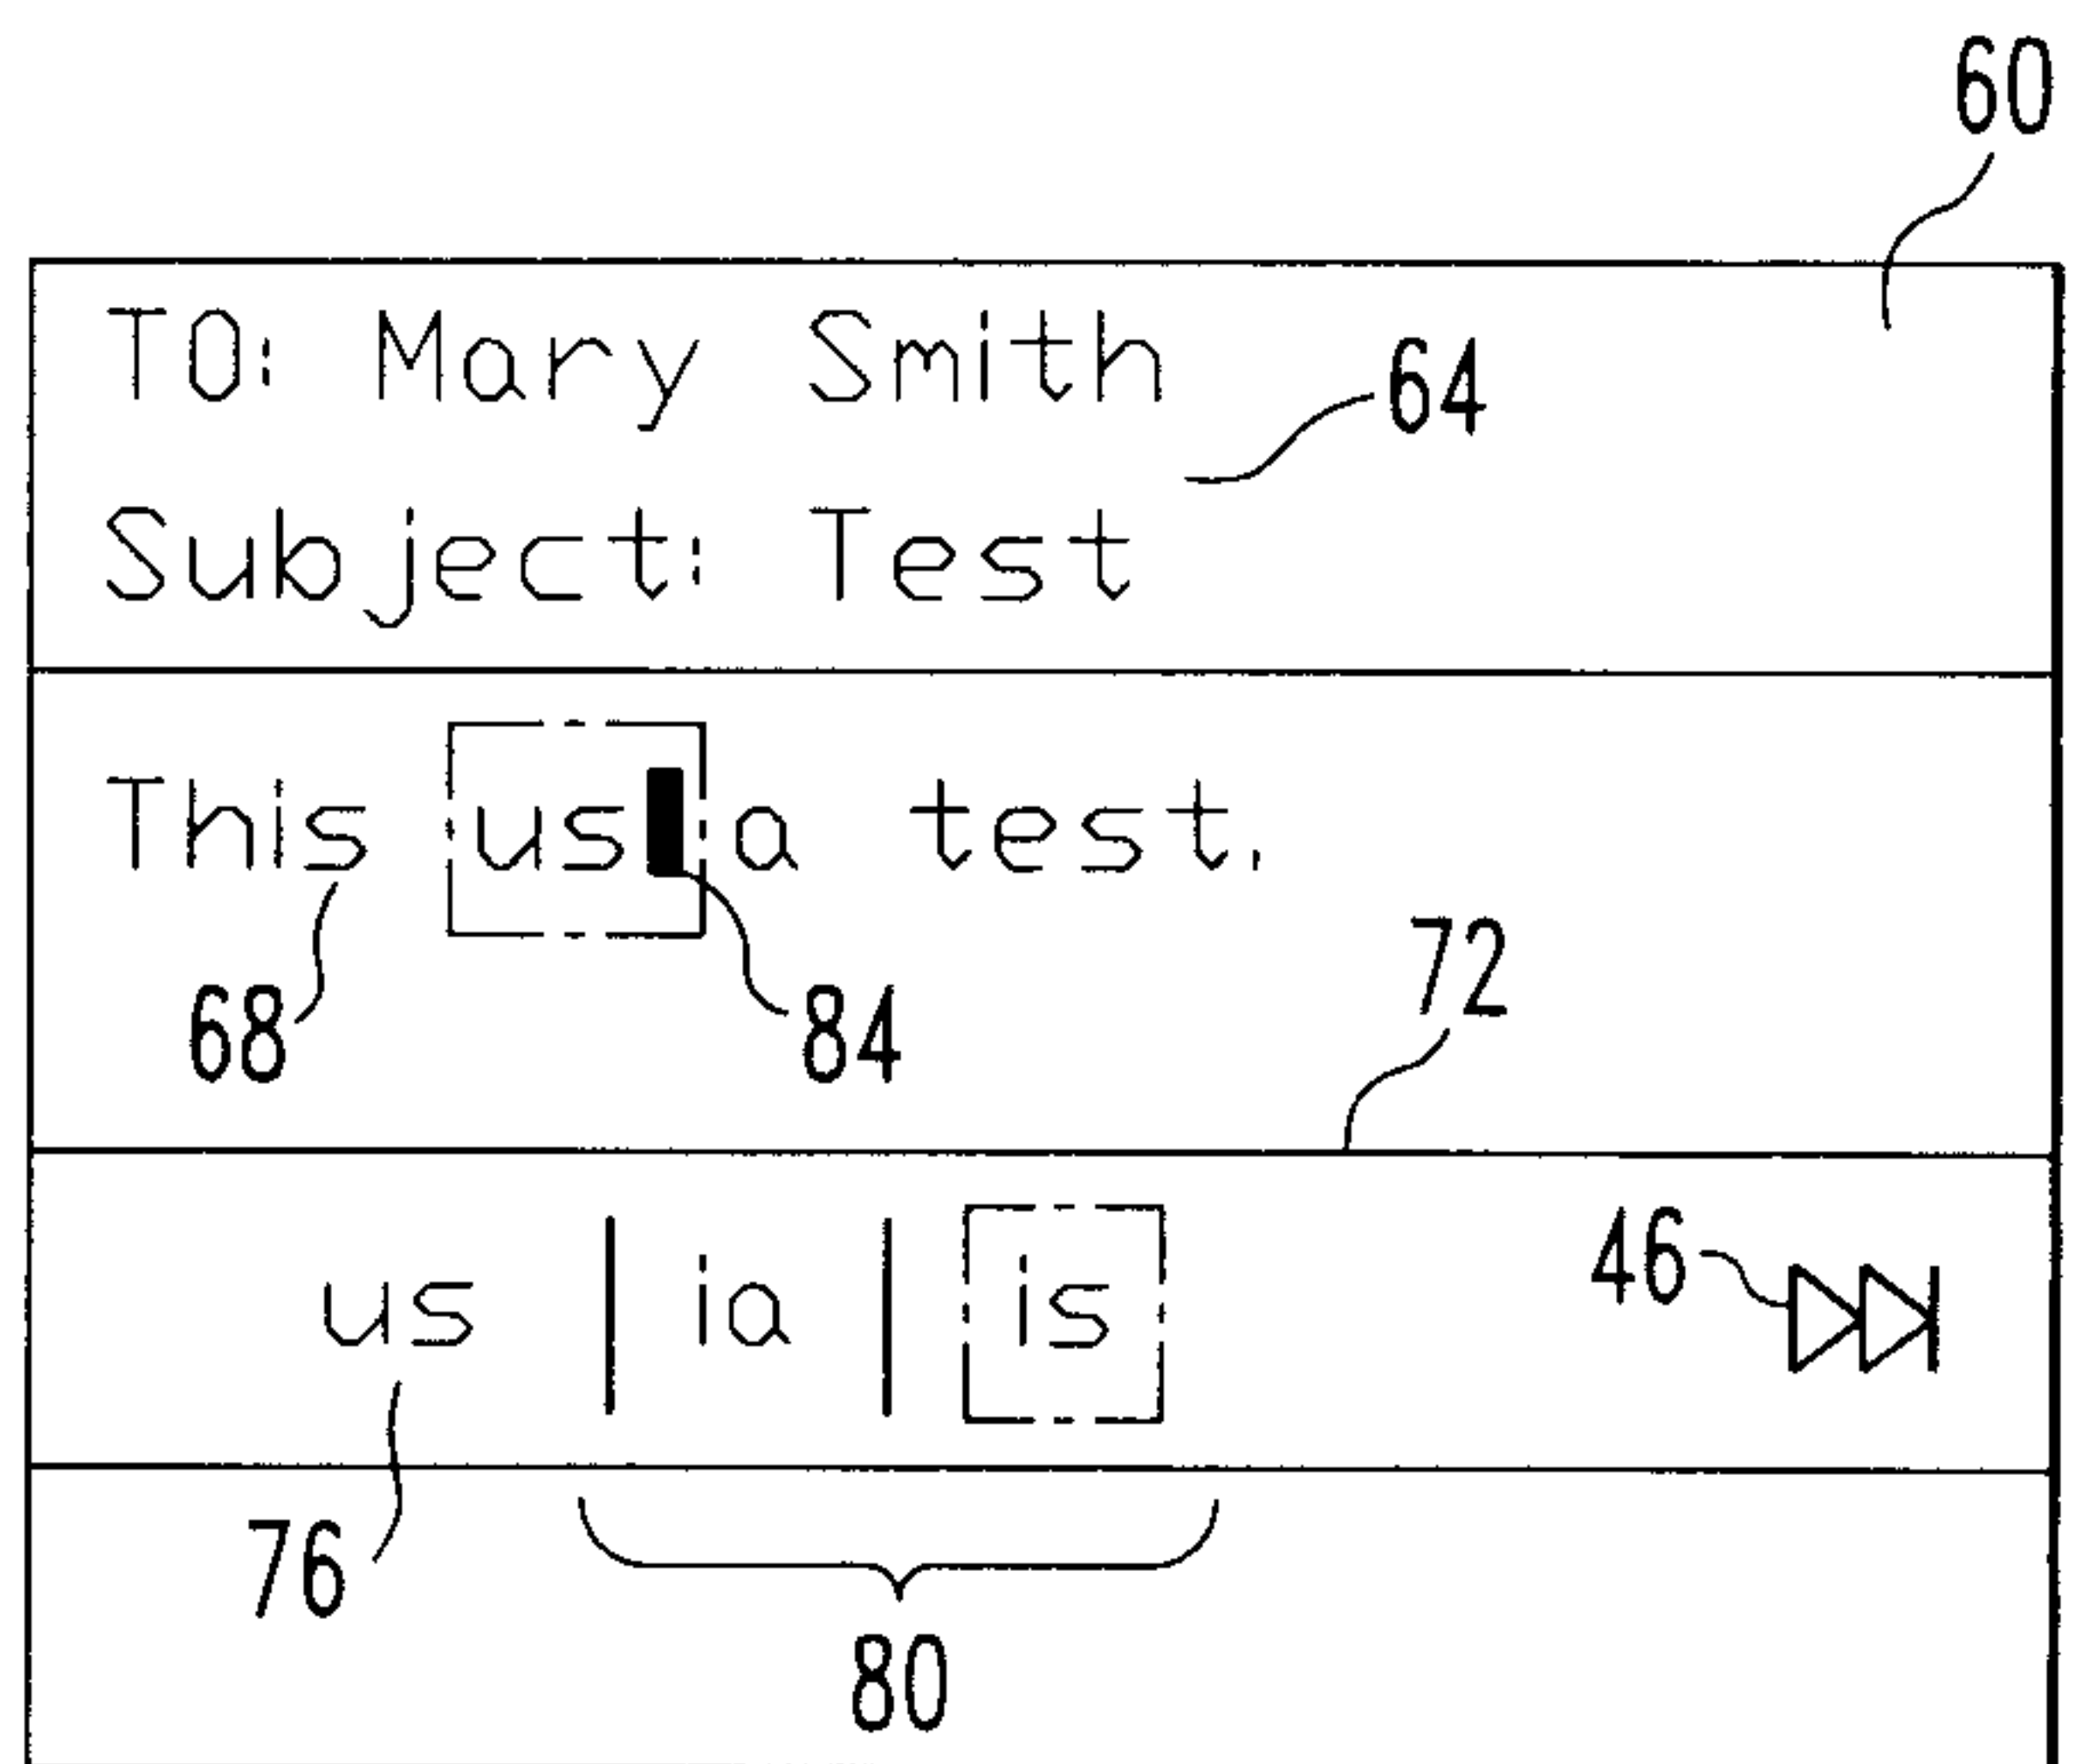 60
TO: Mary Smith
64
Subject: Test
This us a test.
68
84
72
us | ia | is
46
76
80